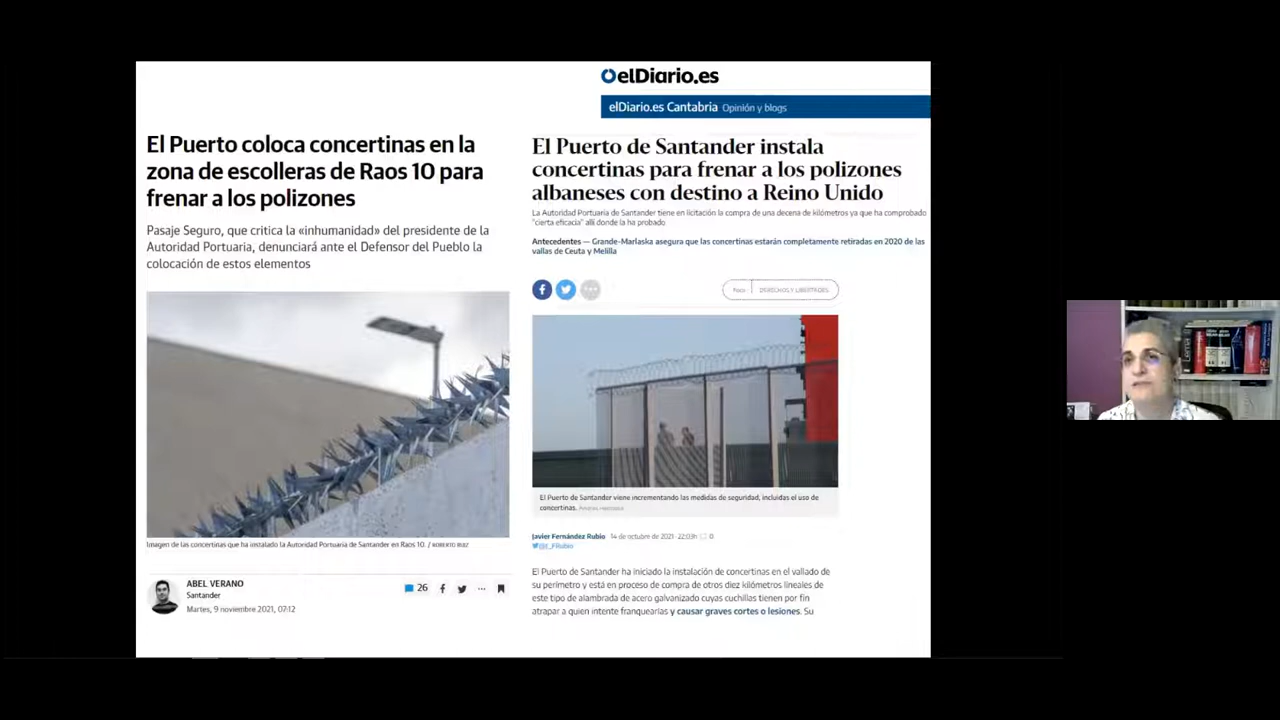 El Puerto coloca concertinas en la
zona de escolleras de Raos 10 para
frenar a los polizones
Pasaje Seguro, que critica la «inhumanidad» del presidente de la
Autoridad Portuaria, denunciará ante el Defensor del Pueblo la
colocación de estos elementos
Imagen de las concertinas que ha instalado la Autoridad Portuaria de Santander en Raos 10. / ROBERTO RUIZ
ABEL VERANO
Santander
Martes, 9 noviembre 2021, 07:12
26
elDiario.es
elDiario.es Cantabria Opinión y blogs
El Puerto de Santander instala
concertinas para frenar a los polizones
albaneses con destino a Reino Unido
La Autoridad Portuaria de Santander tiene en licitación la compra de una decena de kilómetros ya que ha comprobado
"cierta eficacia" allí donde la ha probado
Antecedentes — Grande-Marlaska asegura que las concertinas estarán completamente retiradas en 2020 de las
vallas de Ceuta y Melilla
DERECHOS Y LIBERTADES
El Puerto de Santander viene incrementando las medidas de seguridad, incluidas el uso de
concertinas.
Javier Fernández Rubio 14 de octubre de 2021 - 22:03h 0
@J_FRubio
El Puerto de Santander ha iniciado la instalación de concertinas en el vallado de
su perímetro y está en proceso de compra de otros diez kilómetros lineales de
este tipo de alambrada de acero galvanizado cuyas cuchillas tienen por fin
atrapar a quien intente franquearlas y causar graves cortes o lesiones. Su